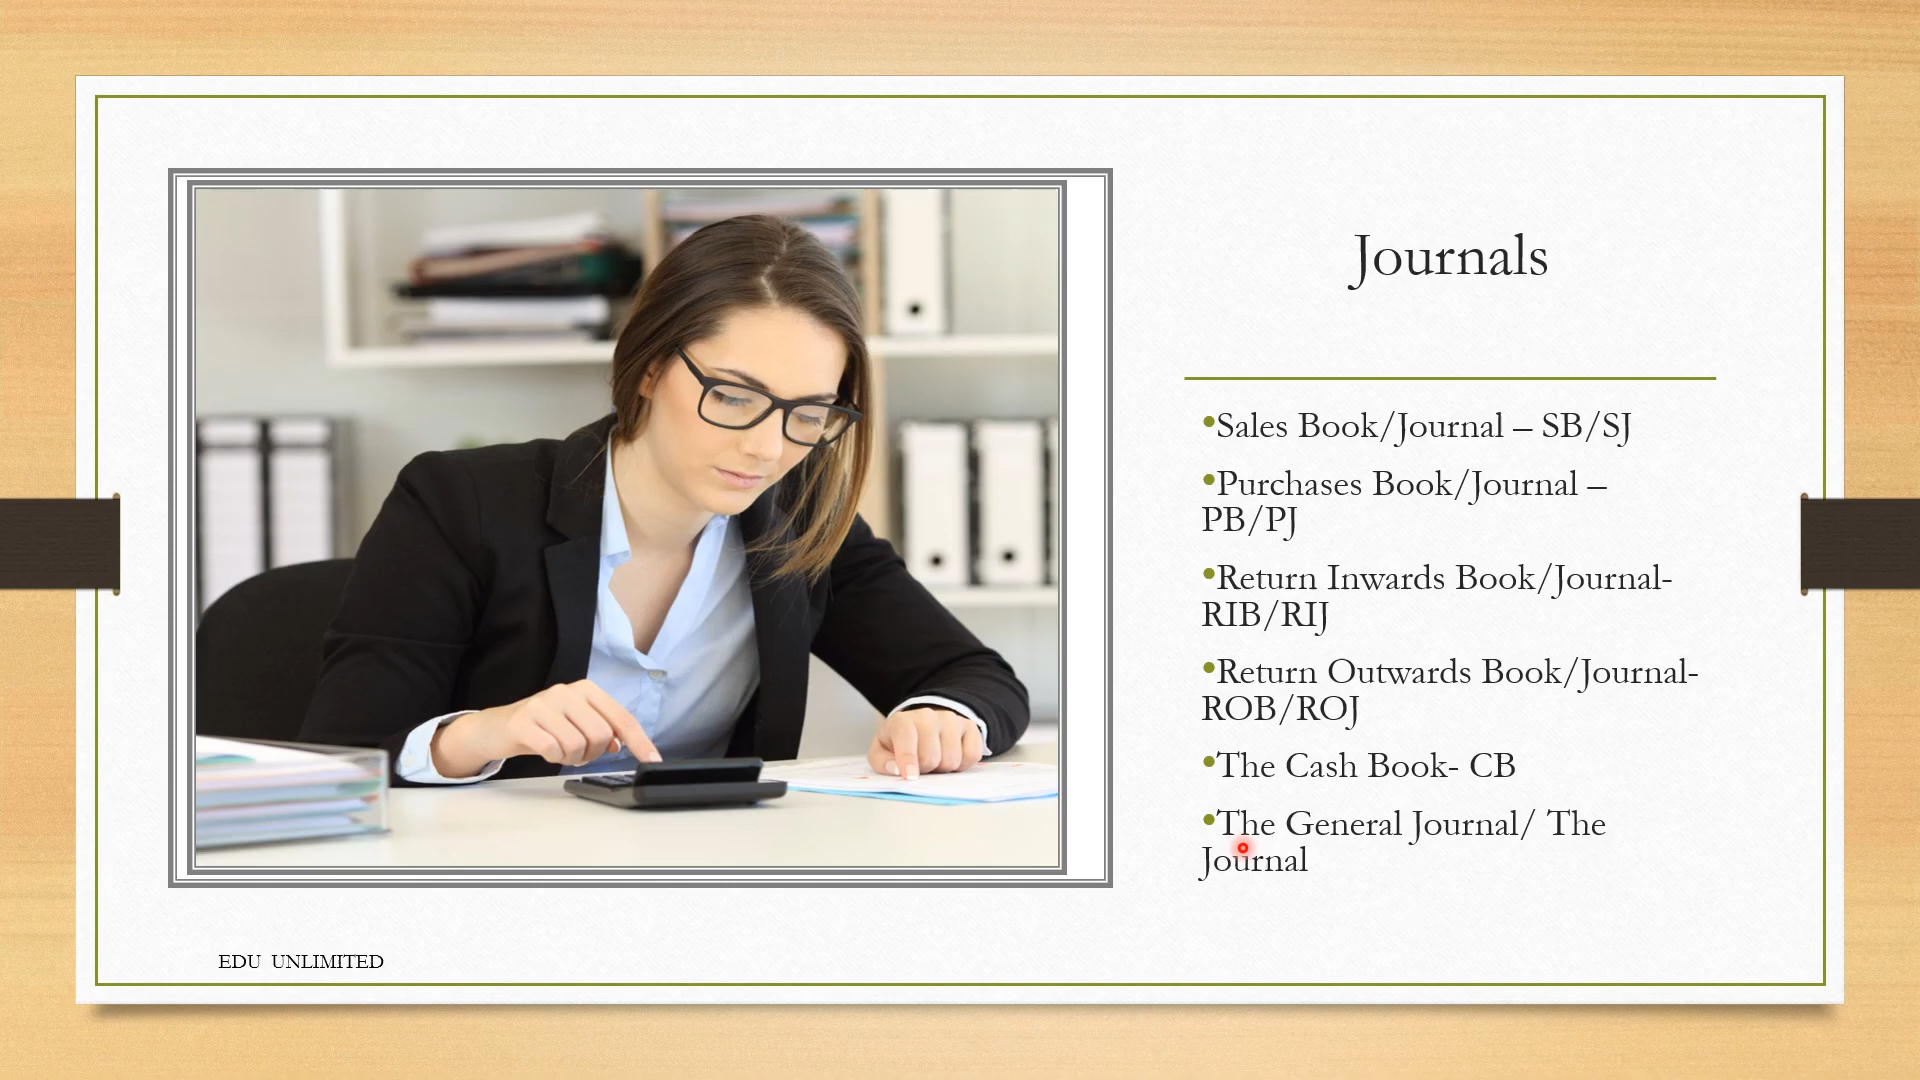 Journals
•Sales Book/Journal – SB/SJ
•Purchases Book/Journal –
PB/PJ
•Return Inwards Book/Journal-
RIB/RIJ
•Return Outwards Book/Journal-
ROB/ROJ
•The Cash Book- CB
•The General Journal/ The
Journal
EDU UNLIMITED